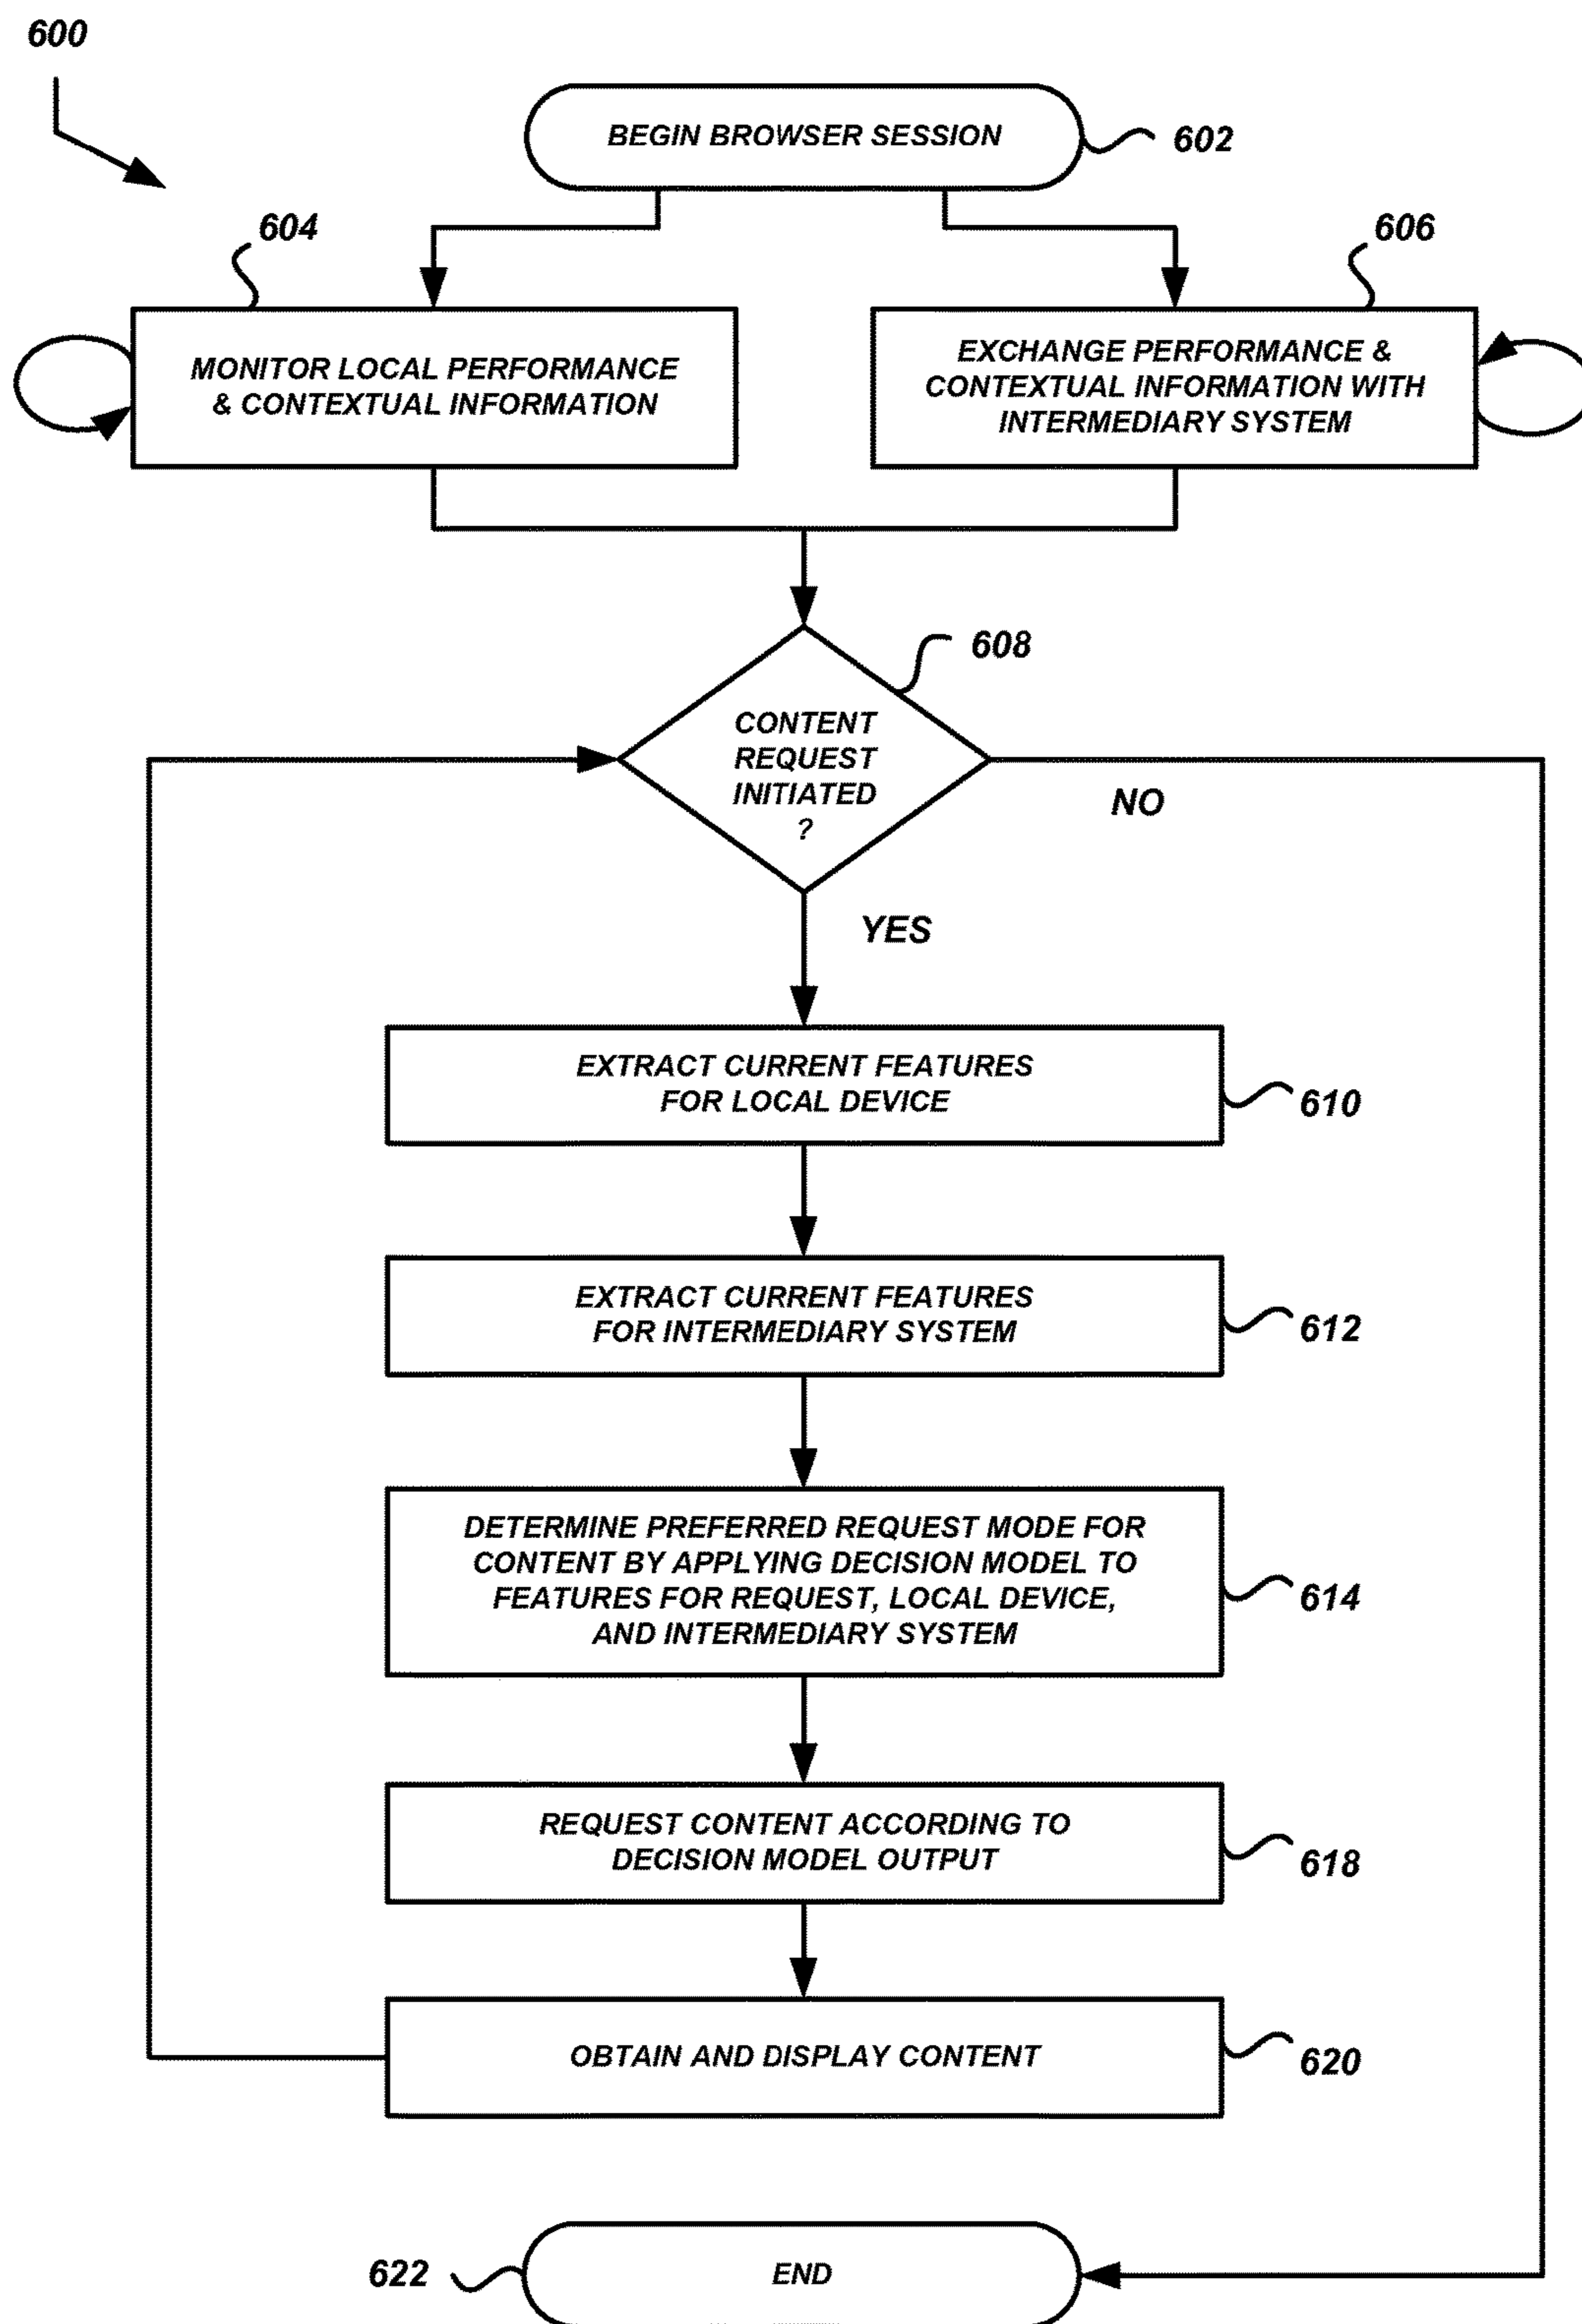 600
BEGIN BROWSER SESSION
602
604
606
MONITOR LOCAL PERFORMANCE
& CONTEXTUAL INFORMATION
EXCHANGE PERFORMANCE &
CONTEXTUAL INFORMATION WITH
INTERMEDIARY SYSTEM
608
CONTENT
REQUEST
INITIATED
?
NO
YES
EXTRACT CURRENT FEATURES
FOR LOCAL DEVICE
610
EXTRACT CURRENT FEATURES
FOR INTERMEDIARY SYSTEM
612
DETERMINE PREFERRED REQUEST MODE FOR
CONTENT BY APPLYING DECISION MODEL TO
FEATURES FOR REQUEST, LOCAL DEVICE,
AND INTERMEDIARY SYSTEM
614
REQUEST CONTENT ACCORDING TO
DECISION MODEL OUTPUT
618
OBTAIN AND DISPLAY CONTENT
620
622
END